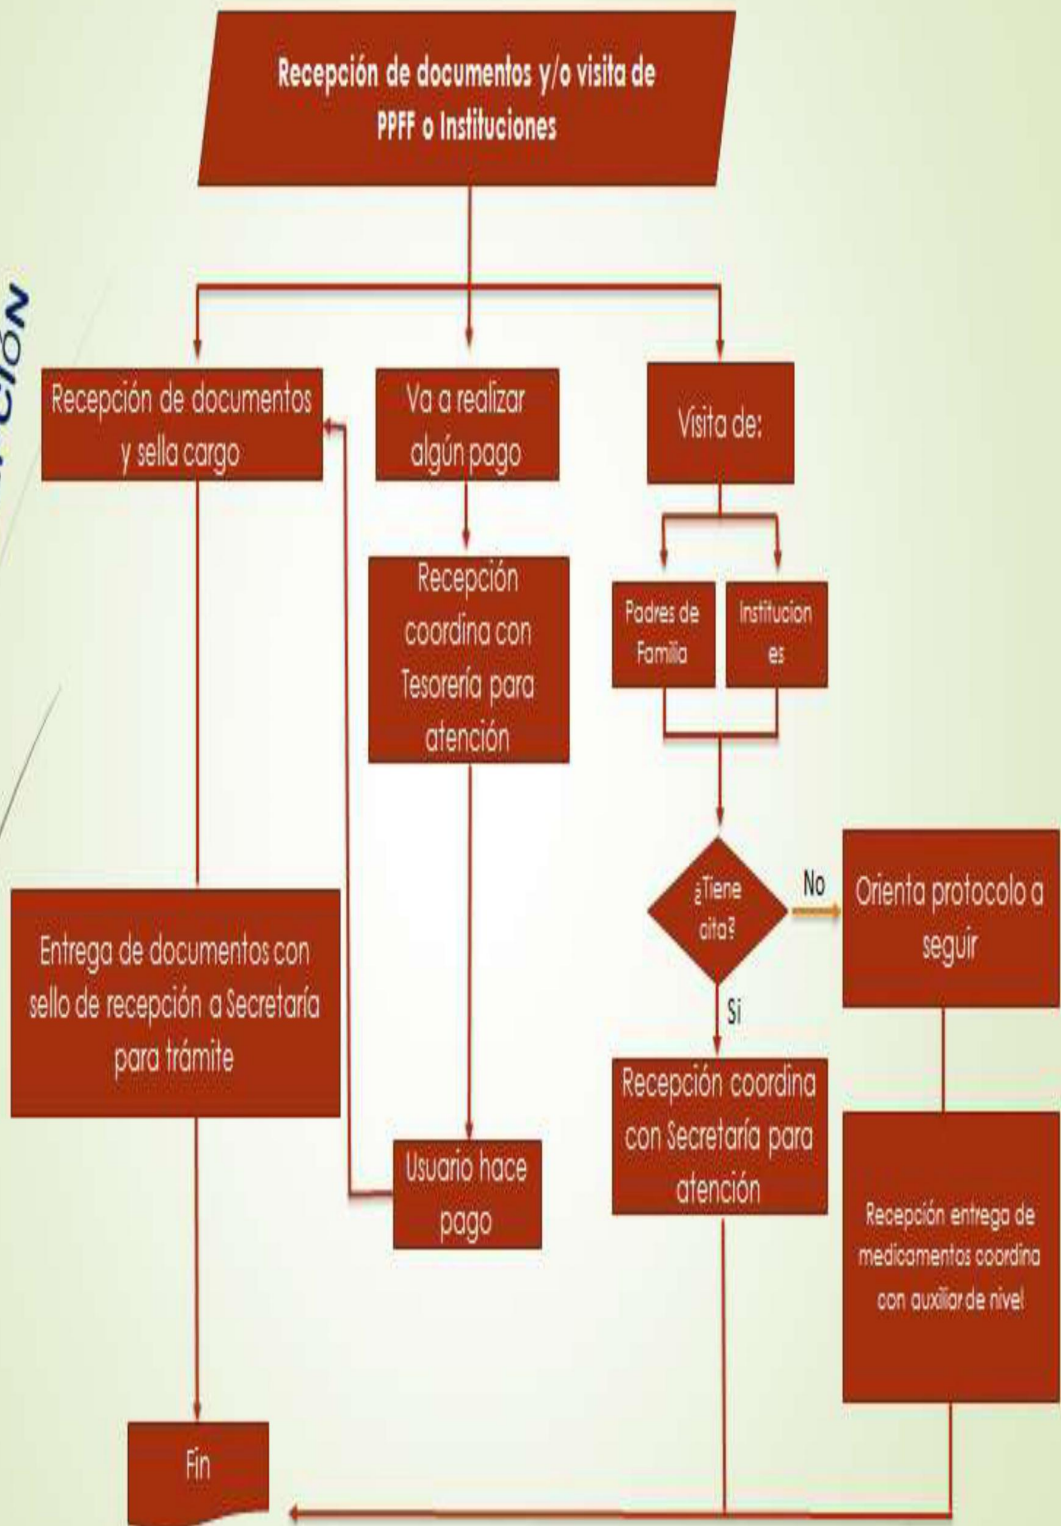 Recepción de documentos y/o visita de
PPFF o Instituciones
CIÓN
Recepción de documentos
y sella cargo
Va a realizar
algún pago
Visita de:
Recepción
coordina con
Tesorería para
atención
Padres de
Familia
Institucion
es
¿Tiene
cita?
No
Orienta protocolo a
seguir
Si
Entrega de documentos con
sello de recepción a Secretaría
para trámite
Recepción coordina
con Secretaría para
atención
Usuario hace
pago
Recepción entrega de
medicamentos coordina
con auxiliar de nivel
Fin